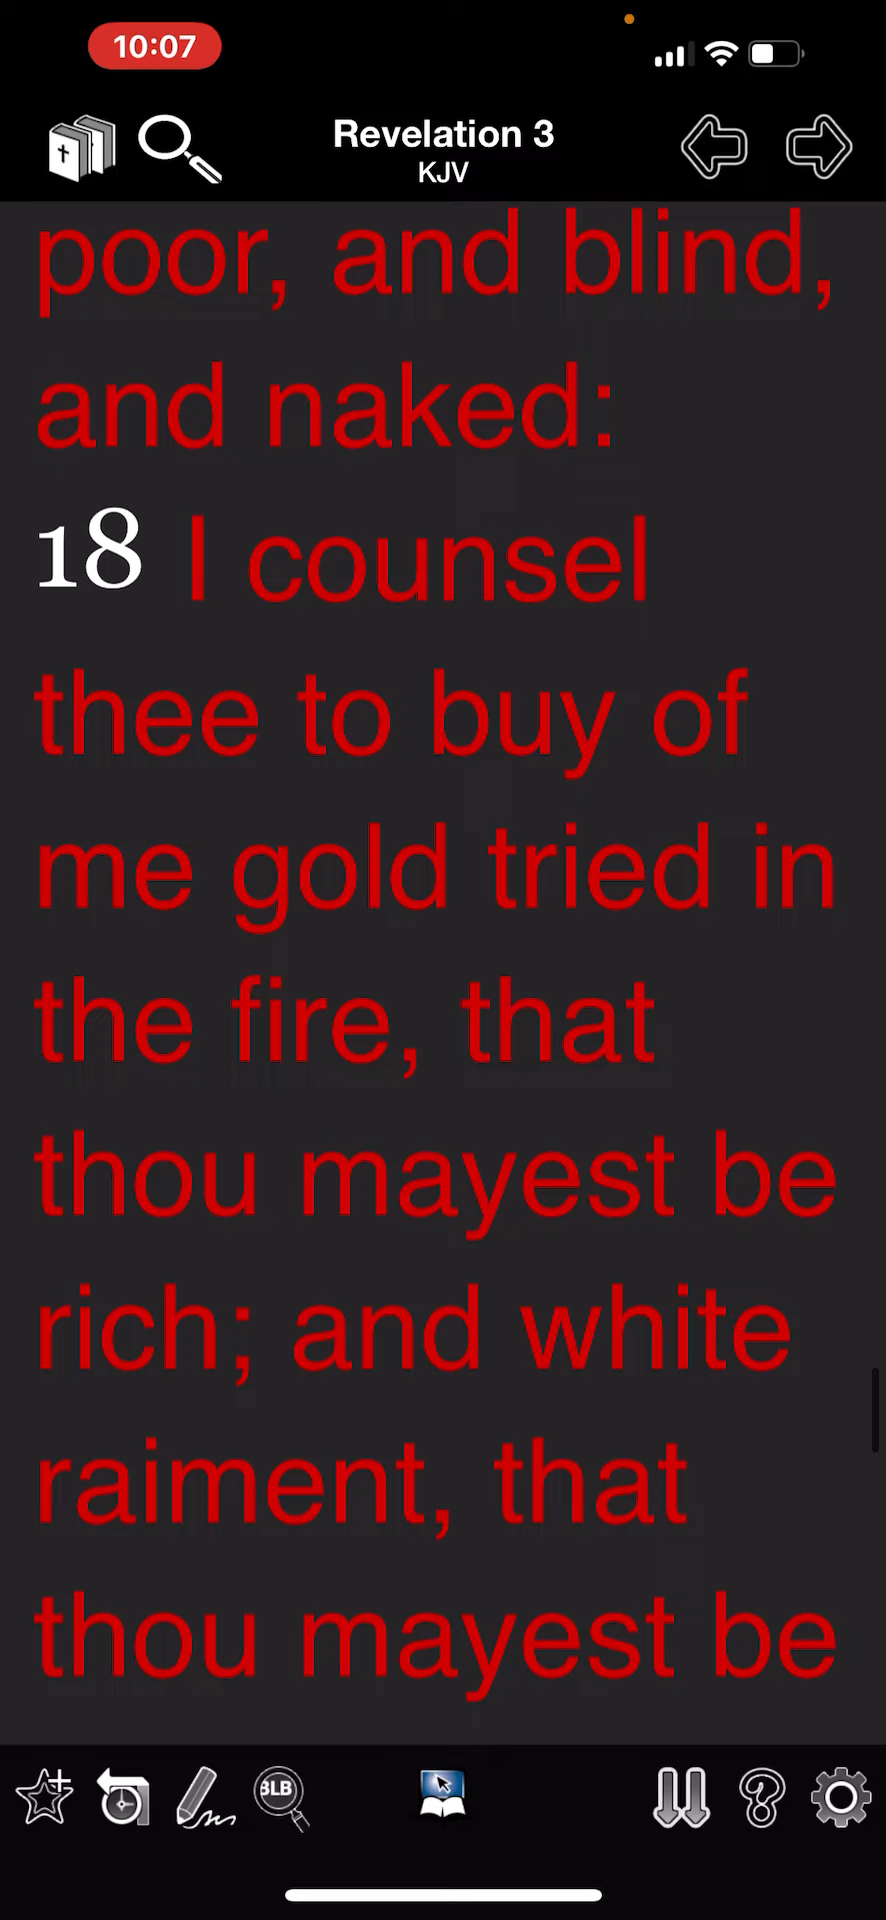 10:07
Revelation 3
KJV
poor, and blind,
and naked:
18 I counsel
thee to buy of
me gold tried in
the fire, that
thou mayest be
rich; and white
raiment, that
thou mayest be
BLB